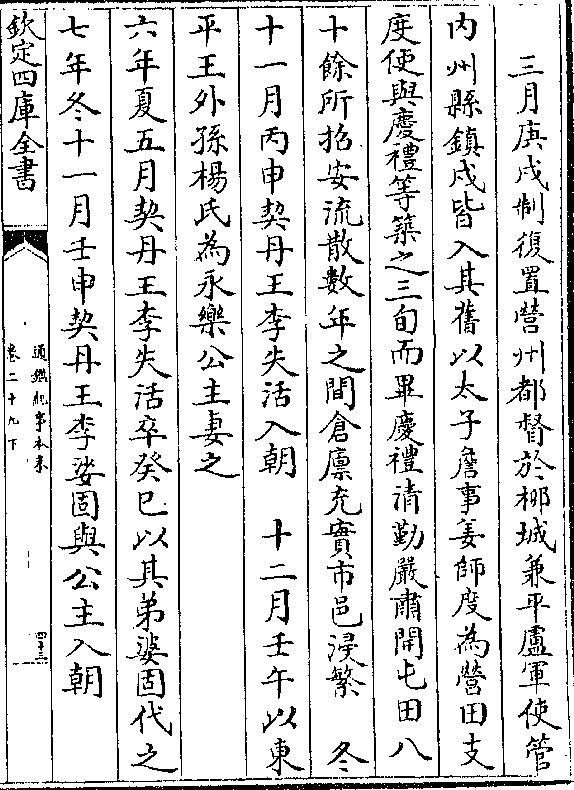 三月庚戌制復置營州都督於栁城兼平盧軍使管
内州縣鎮戍皆入其舊以太子詹事姜師度為營田支
度使與慶禮等築之三旬而畢慶禮清勤嚴肅開屯田八
十餘所招安流散數年之間倉廩充實市邑浸繁 冬
十一月丙申契丹王李失活入朝 十二月壬午以東
平王外孫楊氏為永樂公主妻之
六年夏五月契丹王李失活卒癸巳以其弟娑固代之
七年冬十一月壬申契丹王李娑固與公主入朝
欽定四庫全書
通鑑紀事本末
卷二十九下
四十三